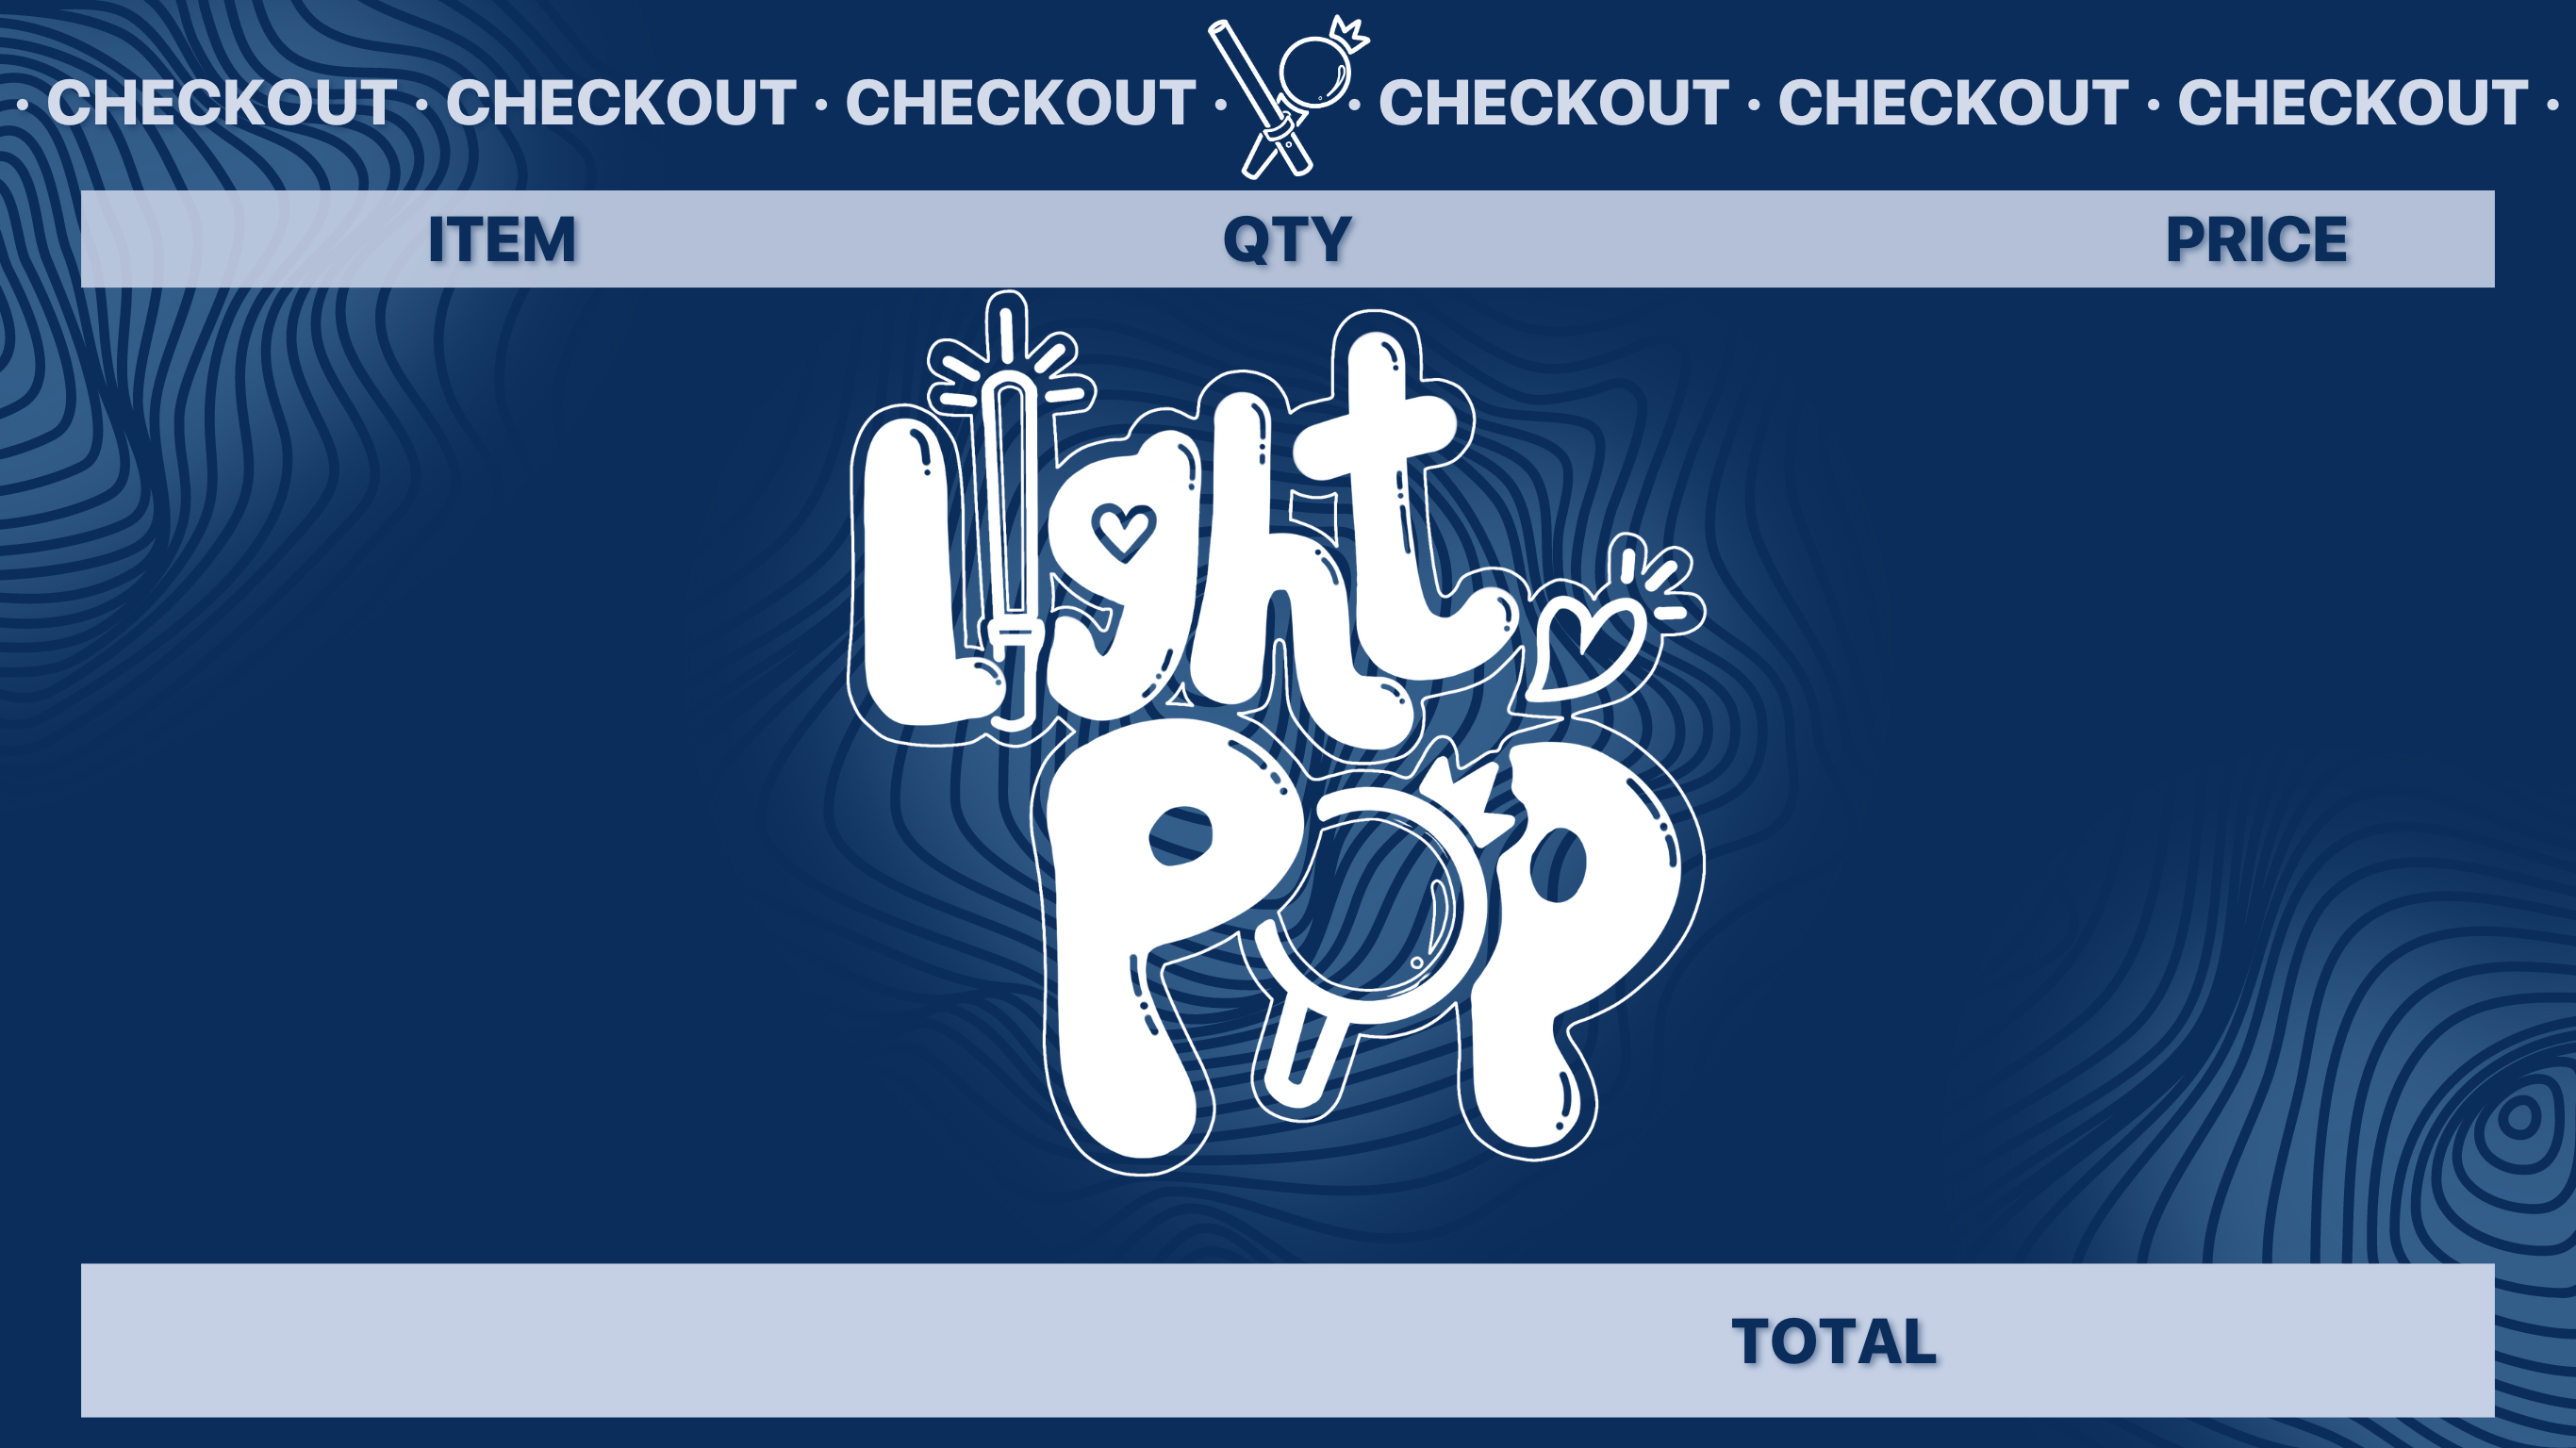 · CHECKOUT · CHECKOUT · CHECKOUT · · CHECKOUT · CHECKOUT · CHECKOUT ·
ITEM QTY PRICE
Light
POP
TOTAL